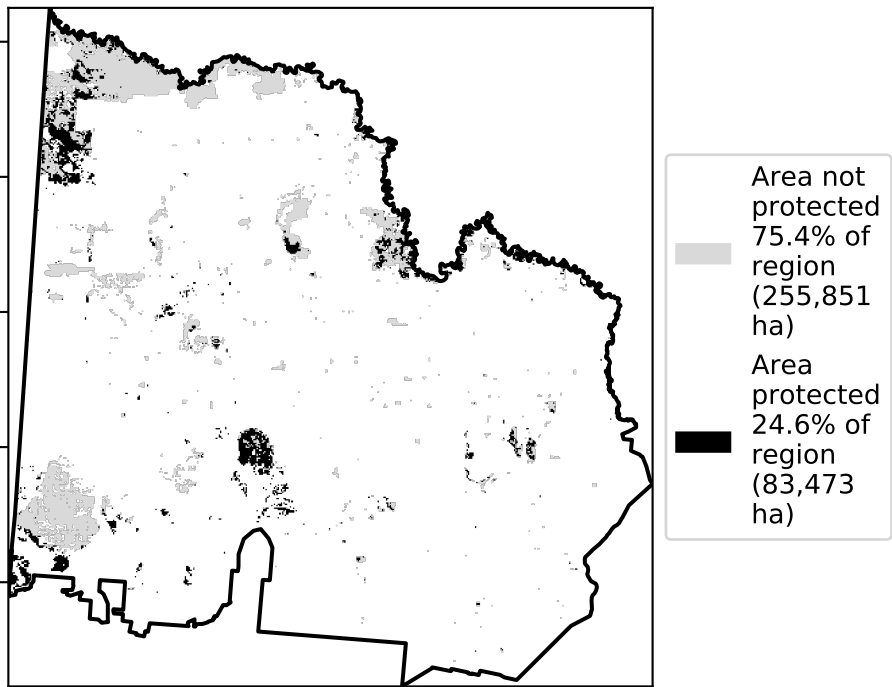 Area not
protected
75.4% of
region
(255,851
ha)
Area
protected
24.6% of
region
(83,473
ha)